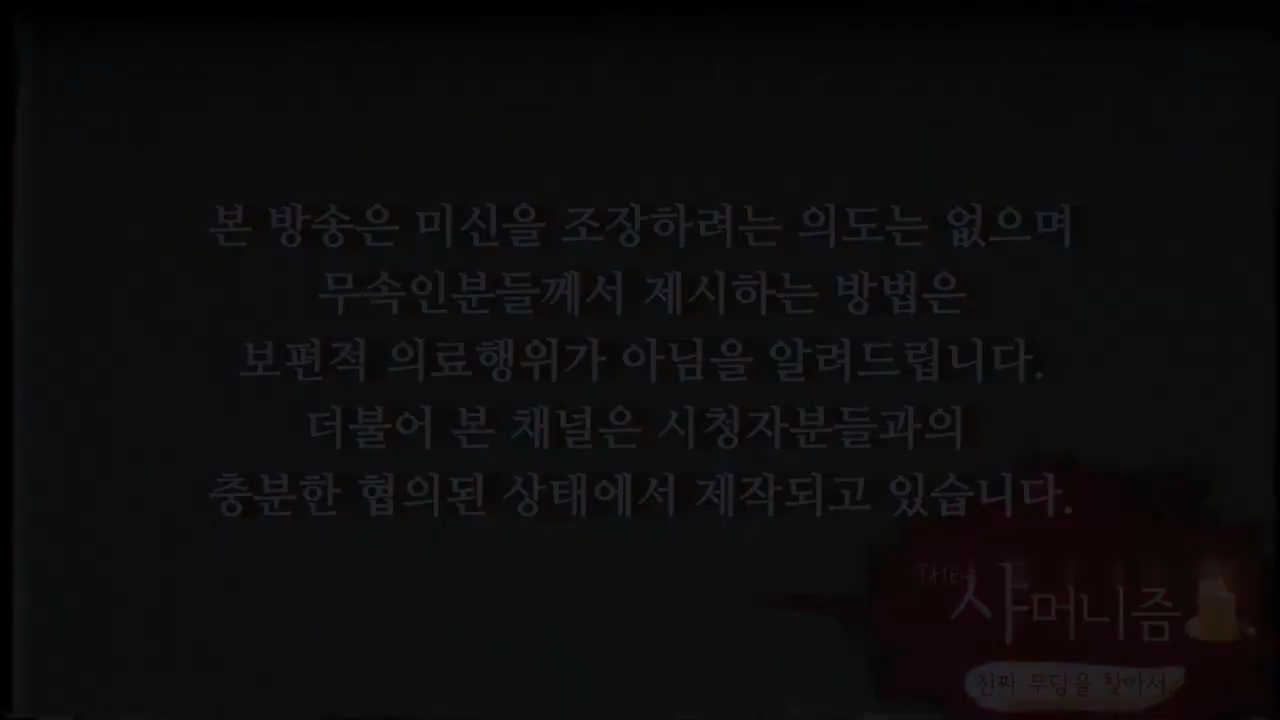 본 방송은 미신을 조장하려는 의도는 없으며
무속인분들께서 제시하는 방법은
보편적 의료행위가 아님을 알려드립니다.
더불어 본 채널은 시청자분들과의
충분한 협의된 상태에서 제작되고 있습니다.
THE
샤머니즘
진짜 무당을 찾아서